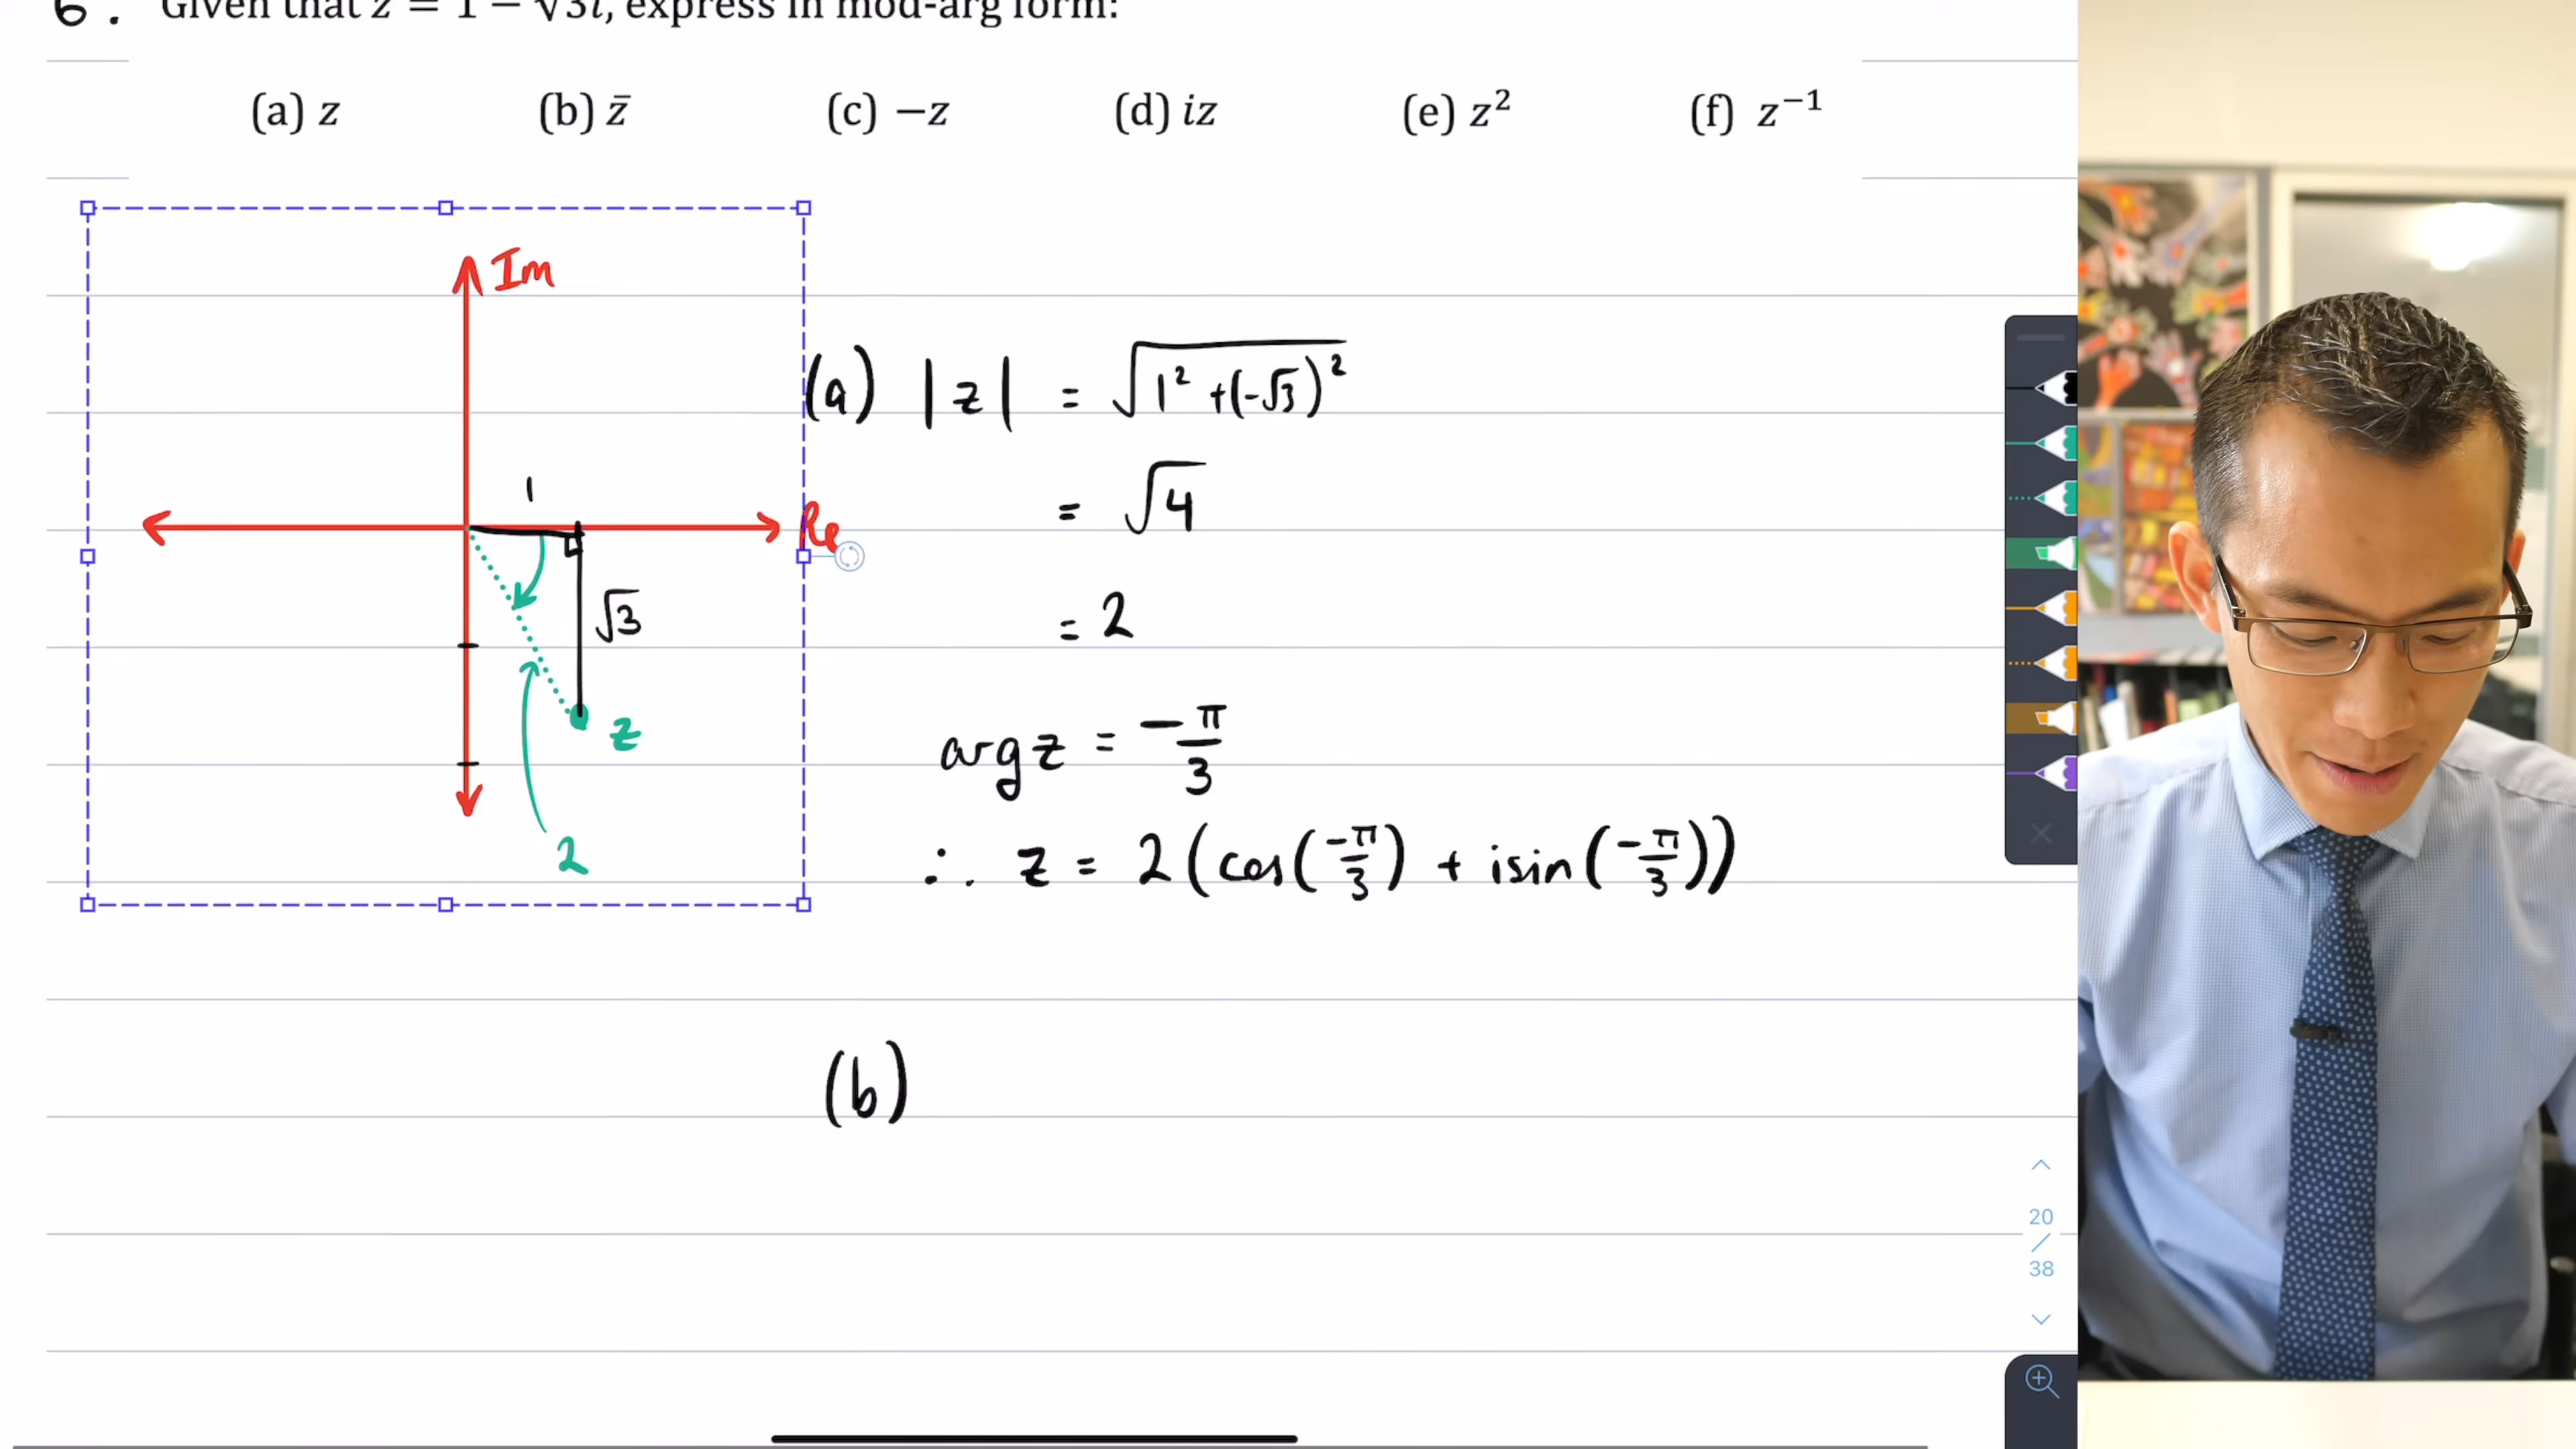 6. Given that z = 1 − √3i, express in mod-arg form:
(a) z (b) z̄ (c) −z (d) iz (e) z² (f) z⁻¹
Im
Re
1
√3
z
2
(a) |z| = √(1² + (-√3)²)
= √4
= 2
arg z = -π/3
∴ z = 2(cos(-π/3) + isin(-π/3))
(b)
20
/
38